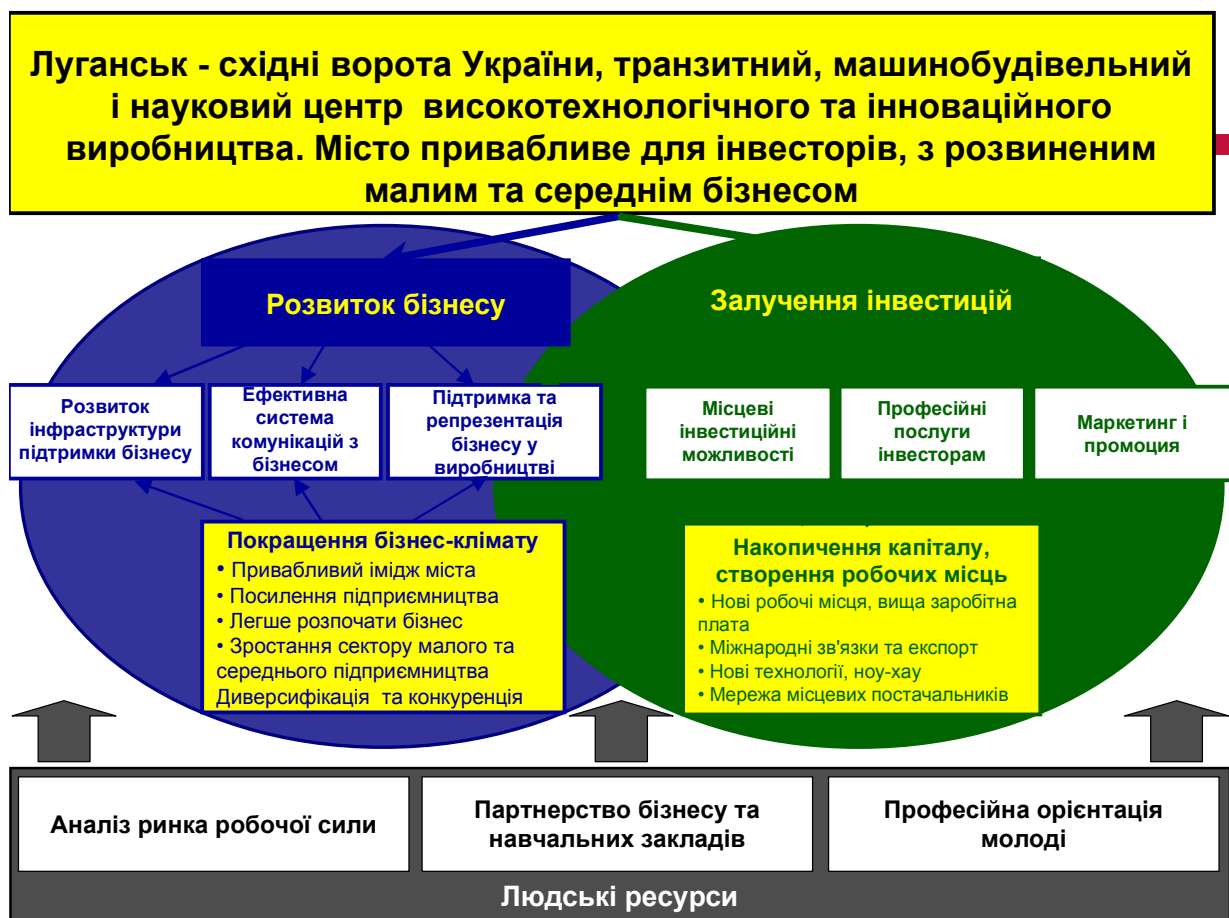 Луганськ - східні ворота України, транзитний, машинобудівельний
і науковий центр високотехнологічного та інноваційного
виробництва. Місто привабливе для інвесторів, з розвиненим
малим та середнім бізнесом
Розвиток бізнесу
Залучення інвестицій
Розвиток
інфраструктури
підтримки бізнесу
Ефективна
система
комунікацій з
бізнесом
Підтримка та
репрезентація
бізнесу у
виробництві
Місцеві
інвестиційні
можливості
Професійні
послуги
інвесторам
Маркетинг і
промоция
Покращення бізнес-клімату
• Привабливий імідж міста
• Посилення підприємництва
• Легше розпочати бізнес
• Зростання сектору малого та
середнього підприємництва
Диверсифікація та конкуренція
Накопичення капіталу,
створення робочих місць
• Нові робочі місця, вища заробітна
плата
• Міжнародні зв'язки та експорт
• Нові технології, ноу-хау
• Мережа місцевих постачальників
Аналіз ринка робочої сили
Партнерство бізнесу та
навчальних закладів
Професійна орієнтація
молоді
Людські ресурси